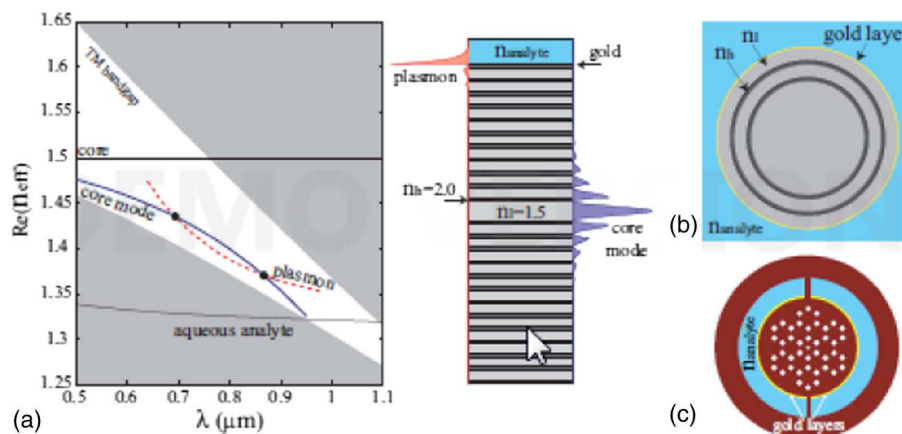 1.65
1.6
1.55
1.5
1.45
1.4
1.35
1.3
1.25
Re(neff)
TM bandgap
core
core mode
plasmon
aqueous analyte
0.5
0.6
0.7
0.8
0.9
1
1.1
λ (μm)
(a)
nanalyte
gold
plasmon
nh=2.0
nl=1.5
core
mode
nh
nl
gold layer
nanalyte
(b)
nanalyte
gold layers
(c)